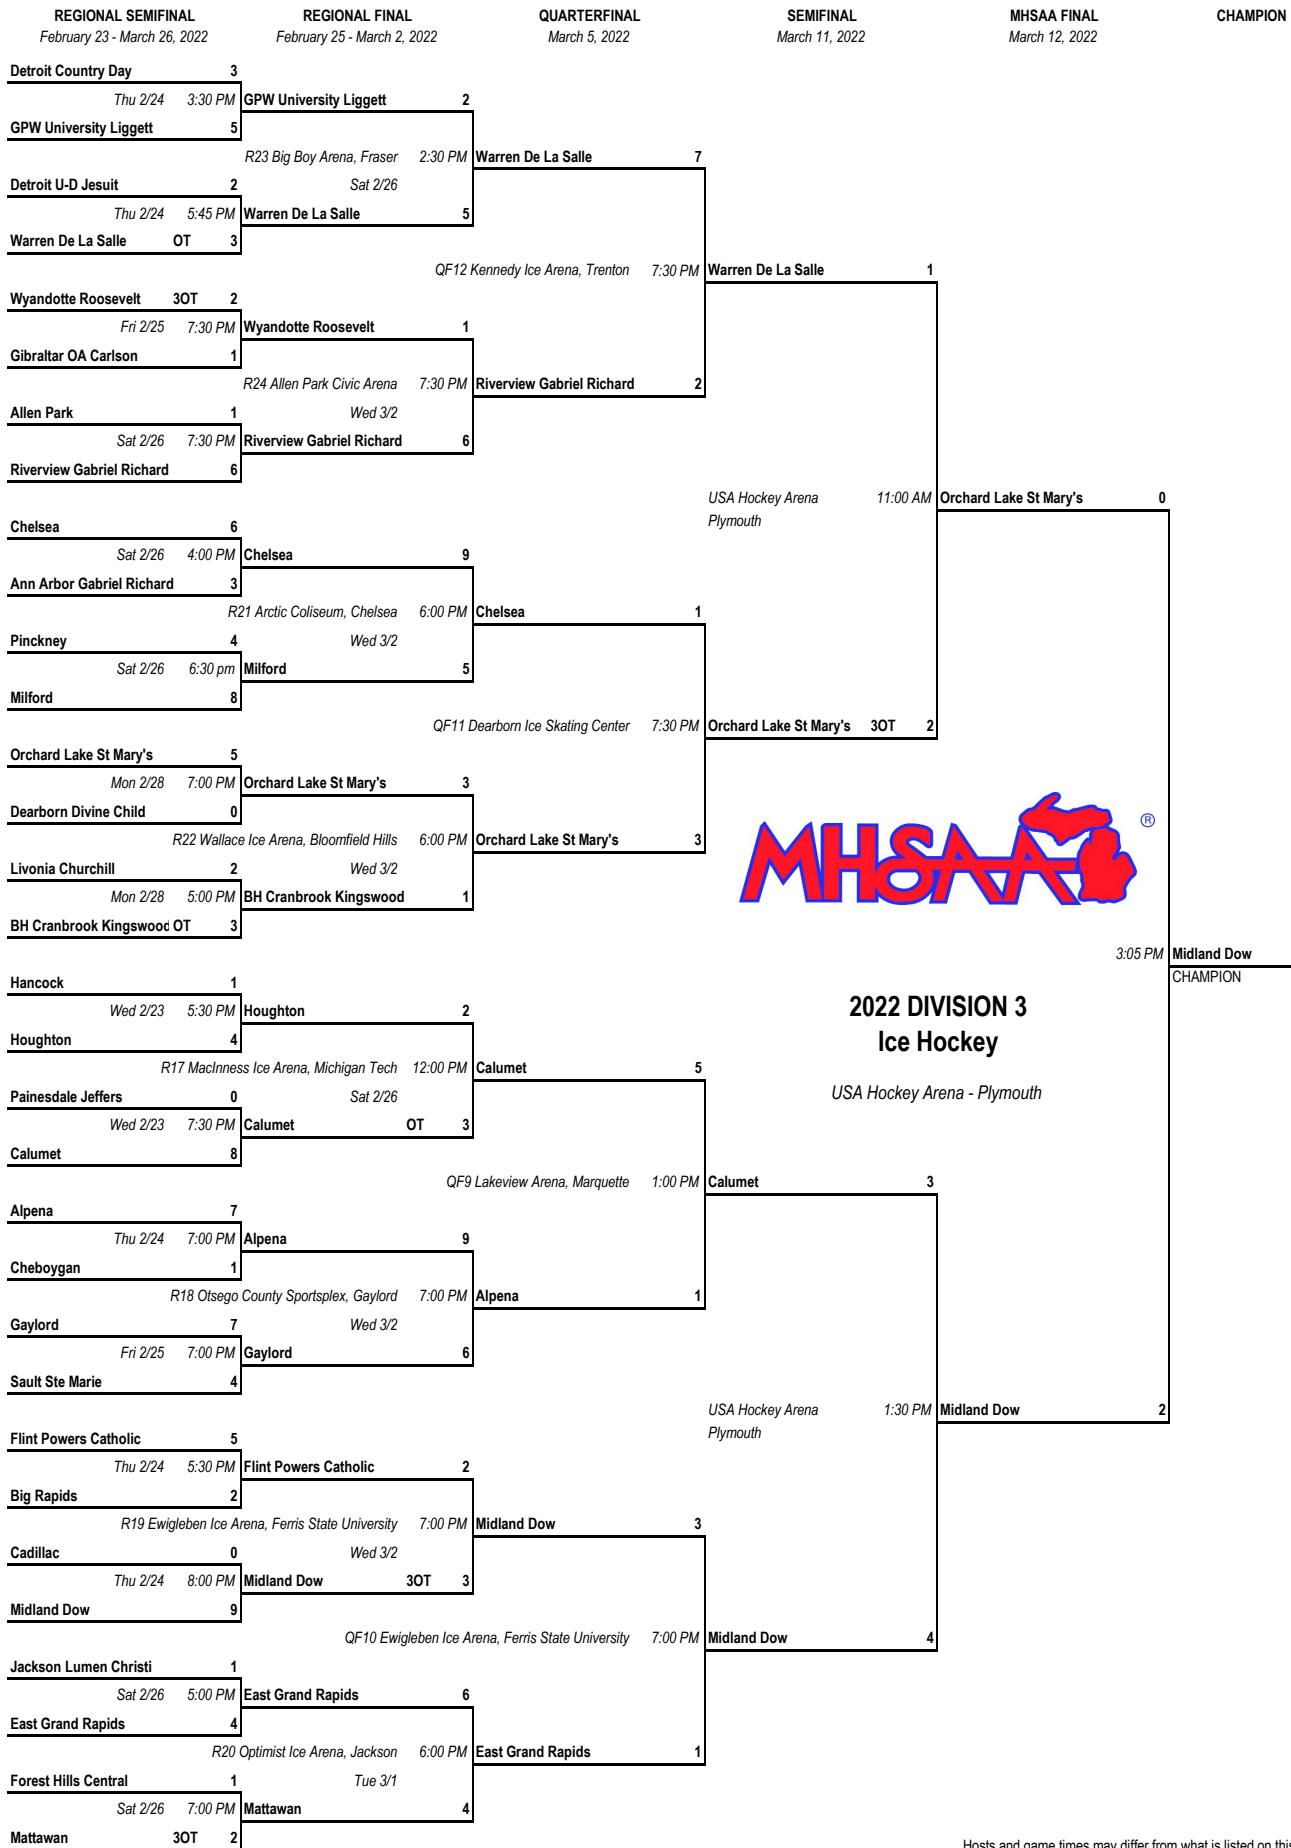 REGIONAL SEMIFINAL REGIONAL FINAL QUARTERFINAL SEMIFINAL MHSAA FINAL CHAMPION
February 23 - March 26, 2022 February 25 - March 2, 2022 March 5, 2022 March 11, 2022 March 12, 2022
Detroit Country Day 3
Thu 2/24 3:30 PM GPW University Liggett 2
GPW University Liggett 5
R23 Big Boy Arena, Fraser 2:30 PM Warren De La Salle 7
Detroit U-D Jesuit 2 Sat 2/26
Thu 2/24 5:45 PM Warren De La Salle 5
Warren De La Salle OT 3
QF12 Kennedy Ice Arena, Trenton 7:30 PM Warren De La Salle 1
Wyandotte Roosevelt 3OT 2
Fri 2/25 7:30 PM Wyandotte Roosevelt 1
Gibraltar OA Carlson 1
R24 Allen Park Civic Arena 7:30 PM Riverview Gabriel Richard 2
Allen Park 1 Wed 3/2
Sat 2/26 7:30 PM Riverview Gabriel Richard 6
Riverview Gabriel Richard 6
USA Hockey Arena 11:00 AM Orchard Lake St Mary's 0
Plymouth
Chelsea 6
Sat 2/26 4:00 PM Chelsea 9
Ann Arbor Gabriel Richard 3
R21 Arctic Coliseum, Chelsea 6:00 PM Chelsea 1
Pinckney 4 Wed 3/2
Sat 2/26 6:30 pm Milford 5
Milford 8
QF11 Dearborn Ice Skating Center 7:30 PM Orchard Lake St Mary's 3OT 2
Orchard Lake St Mary's 5
Mon 2/28 7:00 PM Orchard Lake St Mary's 3
Dearborn Divine Child 0
MHSAA ®
R22 Wallace Ice Arena, Bloomfield Hills 6:00 PM Orchard Lake St Mary's 3
Livonia Churchill 2 Wed 3/2
Mon 2/28 5:00 PM BH Cranbrook Kingswood 1
BH Cranbrook Kingswood OT 3
3:05 PM Midland Dow
CHAMPION
Hancock 1
Wed 2/23 5:30 PM Houghton 2
2022 DIVISION 3
Houghton 4
Ice Hockey
R17 MacInness Ice Arena, Michigan Tech 12:00 PM Calumet 5
Painesdale Jeffers 0 Sat 2/26
USA Hockey Arena - Plymouth
Wed 2/23 7:30 PM Calumet OT 3
Calumet 8
QF9 Lakeview Arena, Marquette 1:00 PM Calumet 3
Alpena 7
Thu 2/24 7:00 PM Alpena 9
Cheboygan 1
R18 Otsego County Sportsplex, Gaylord 7:00 PM Alpena 1
Gaylord 7 Wed 3/2
Fri 2/25 7:00 PM Gaylord 6
Sault Ste Marie 4
USA Hockey Arena 1:30 PM Midland Dow 2
Plymouth
Flint Powers Catholic 5
Thu 2/24 5:30 PM Flint Powers Catholic 2
Big Rapids 2
R19 Ewigleben Ice Arena, Ferris State University 7:00 PM Midland Dow 3
Cadillac 0 Wed 3/2
Thu 2/24 8:00 PM Midland Dow 3OT 3
Midland Dow 9
QF10 Ewigleben Ice Arena, Ferris State University 7:00 PM Midland Dow 4
Jackson Lumen Christi 1
Sat 2/26 5:00 PM East Grand Rapids 6
East Grand Rapids 4
R20 Optimist Ice Arena, Jackson 6:00 PM East Grand Rapids 1
Forest Hills Central 1 Tue 3/1
Sat 2/26 7:00 PM Mattawan 4
Mattawan 3OT 2
Hosts and game times may differ from what is listed on this